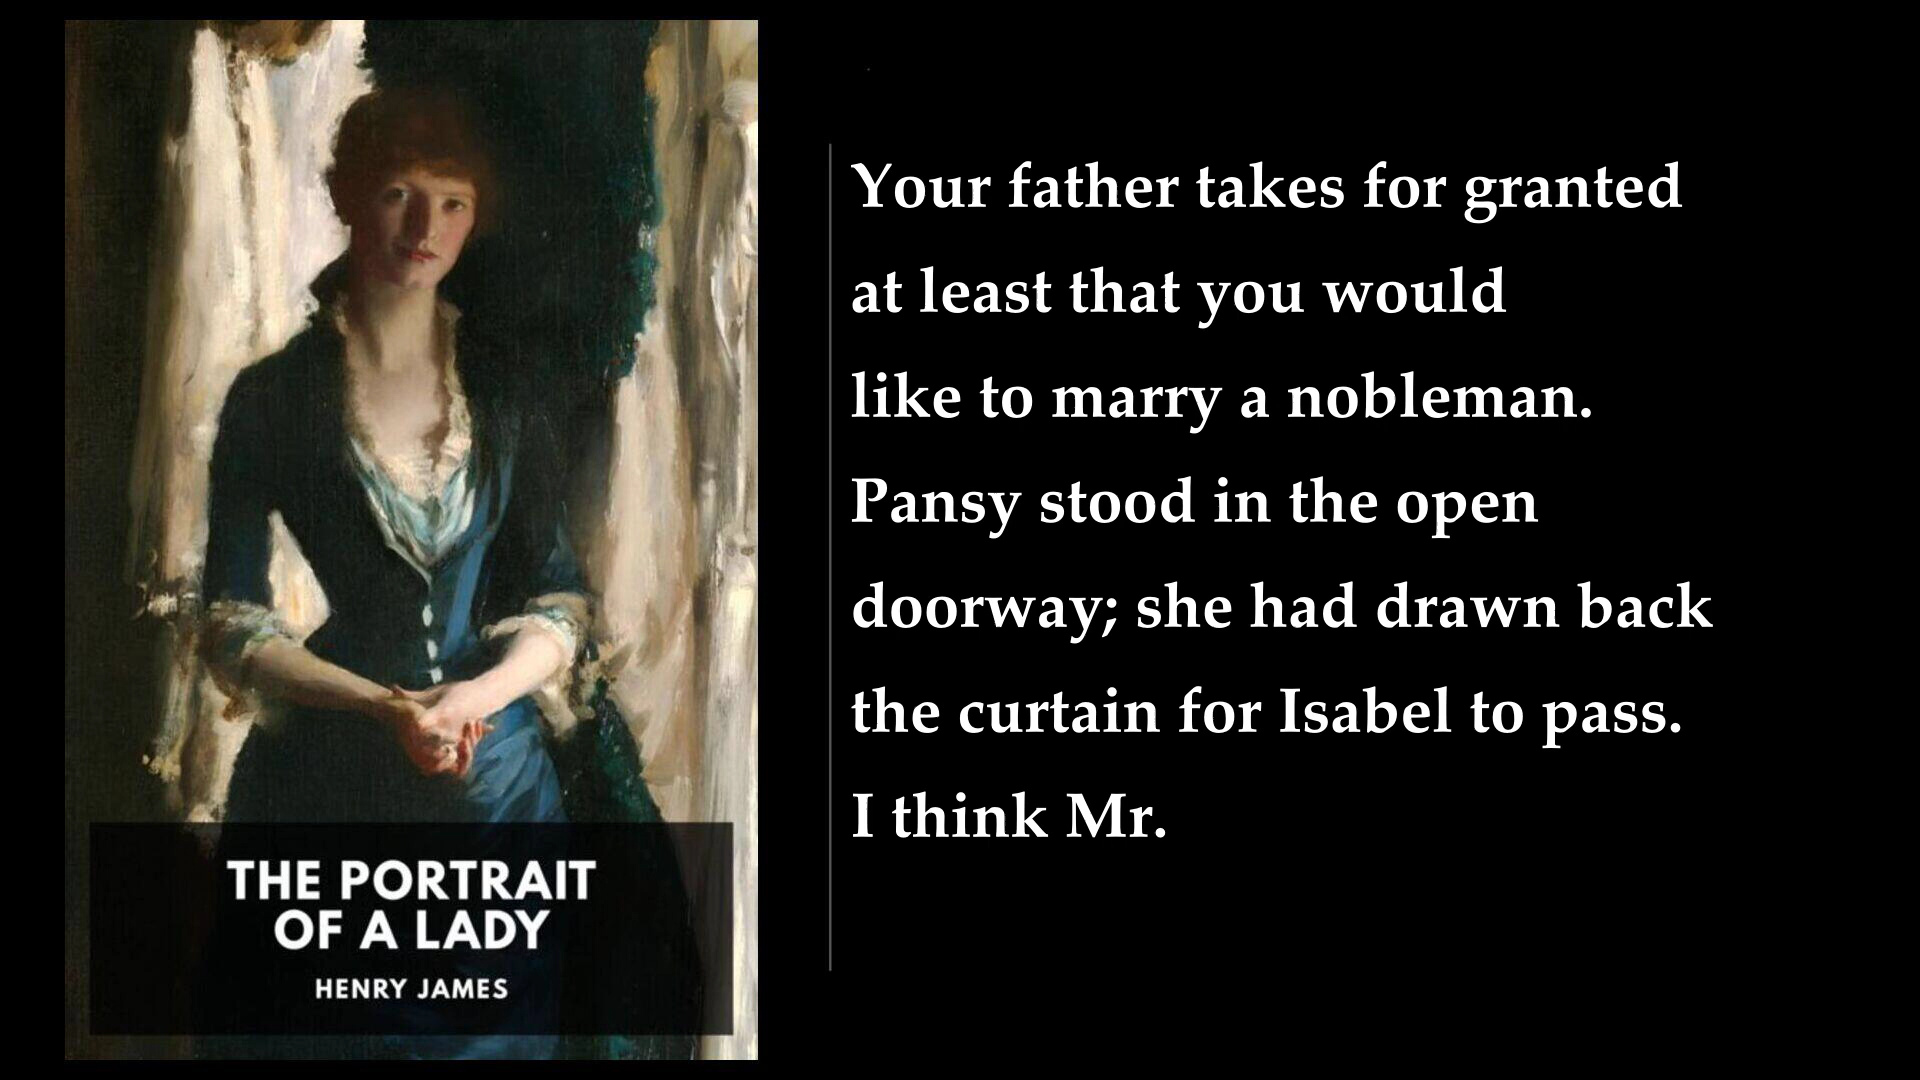 THE PORTRAIT
OF A LADY
HENRY JAMES
Your father takes for granted
at least that you would
like to marry a nobleman.
Pansy stood in the open
doorway; she had drawn back
the curtain for Isabel to pass.
I think Mr.